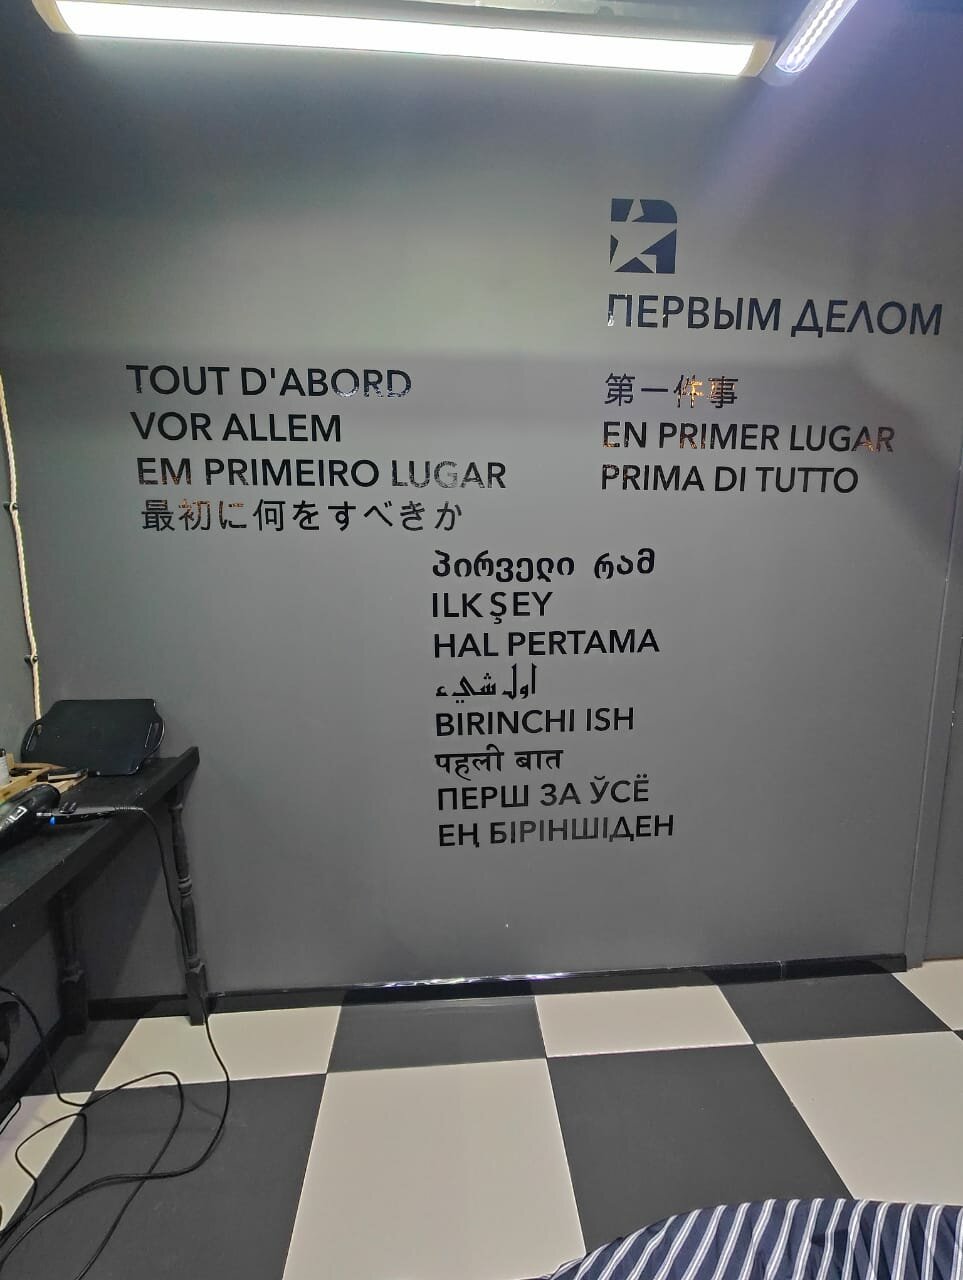 ПЕРВЫМ ДЕЛОМ
TOUT D'ABORD
VOR ALLEM
EM PRIMEIRO LUGAR
最初に何をすべきか
第一件事
EN PRIMER LUGAR
PRIMA DI TUTTO
პირველი რამ
ILK ŞEY
HAL PERTAMA
اول شيء
BIRINCHI ISH
पहली बात
ПЕРШ ЗА ЎСЁ
ЕҢ БІРІНШІДЕН